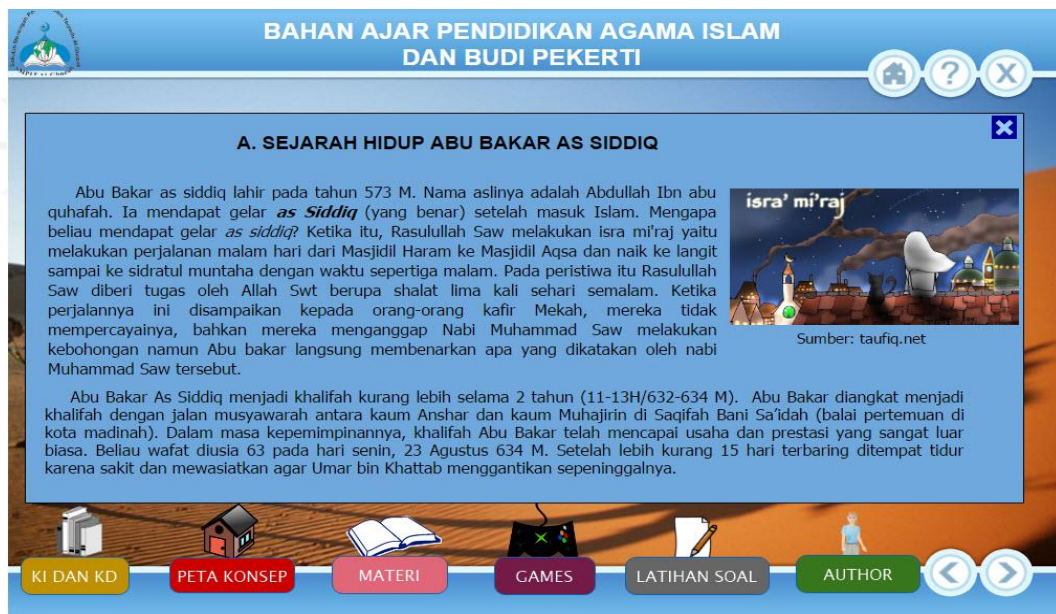 BAHAN AJAR PENDIDIKAN AGAMA ISLAM
DAN BUDI PEKERTI
?
X
A. SEJARAH HIDUP ABU BAKAR AS SIDDIQ
Abu Bakar as siddiq lahir pada tahun 573 M. Nama aslinya adalah Abdullah Ibn abu
quhafah. Ia mendapat gelar as Siddiq (yang benar) setelah masuk Islam. Mengapa
beliau mendapat gelar as siddiq? Ketika itu, Rasulullah Saw melakukan isra mi'raj yaitu
melakukan perjalanan malam hari dari Masjidil Haram ke Masjidil Aqsa dan naik ke langit
sampai ke sidratul muntaha dengan waktu sepertiga malam. Pada peristiwa itu Rasulullah
Saw diberi tugas oleh Allah Swt berupa shalat lima kali sehari semalam. Ketika
perjalannya ini disampaikan kepada orang-orang kafir Mekah, mereka tidak
mempercayainya, bahkan mereka menganggap Nabi Muhammad Saw melakukan
kebohongan namun Abu bakar langsung membenarkan apa yang dikatakan oleh nabi
Muhammad Saw tersebut.
isra' mi'raj
Sumber: taufiq.net
Abu Bakar As Siddiq menjadi khalifah kurang lebih selama 2 tahun (11-13H/632-634 M). Abu Bakar diangkat menjadi
khalifah dengan jalan musyawarah antara kaum Anshar dan kaum Muhajirin di Saqifah Bani Sa'idah (balai pertemuan di
kota madinah). Dalam masa kepemimpinannya, khalifah Abu Bakar telah mencapai usaha dan prestasi yang sangat luar
biasa. Beliau wafat diusia 63 pada hari senin, 23 Agustus 634 M. Setelah lebih kurang 15 hari terbaring ditempat tidur
karena sakit dan mewasiatkan agar Umar bin Khattab menggantikan sepeninggalnya.
KI DAN KD
PETA KONSEP
MATERI
GAMES
LATIHAN SOAL
AUTHOR